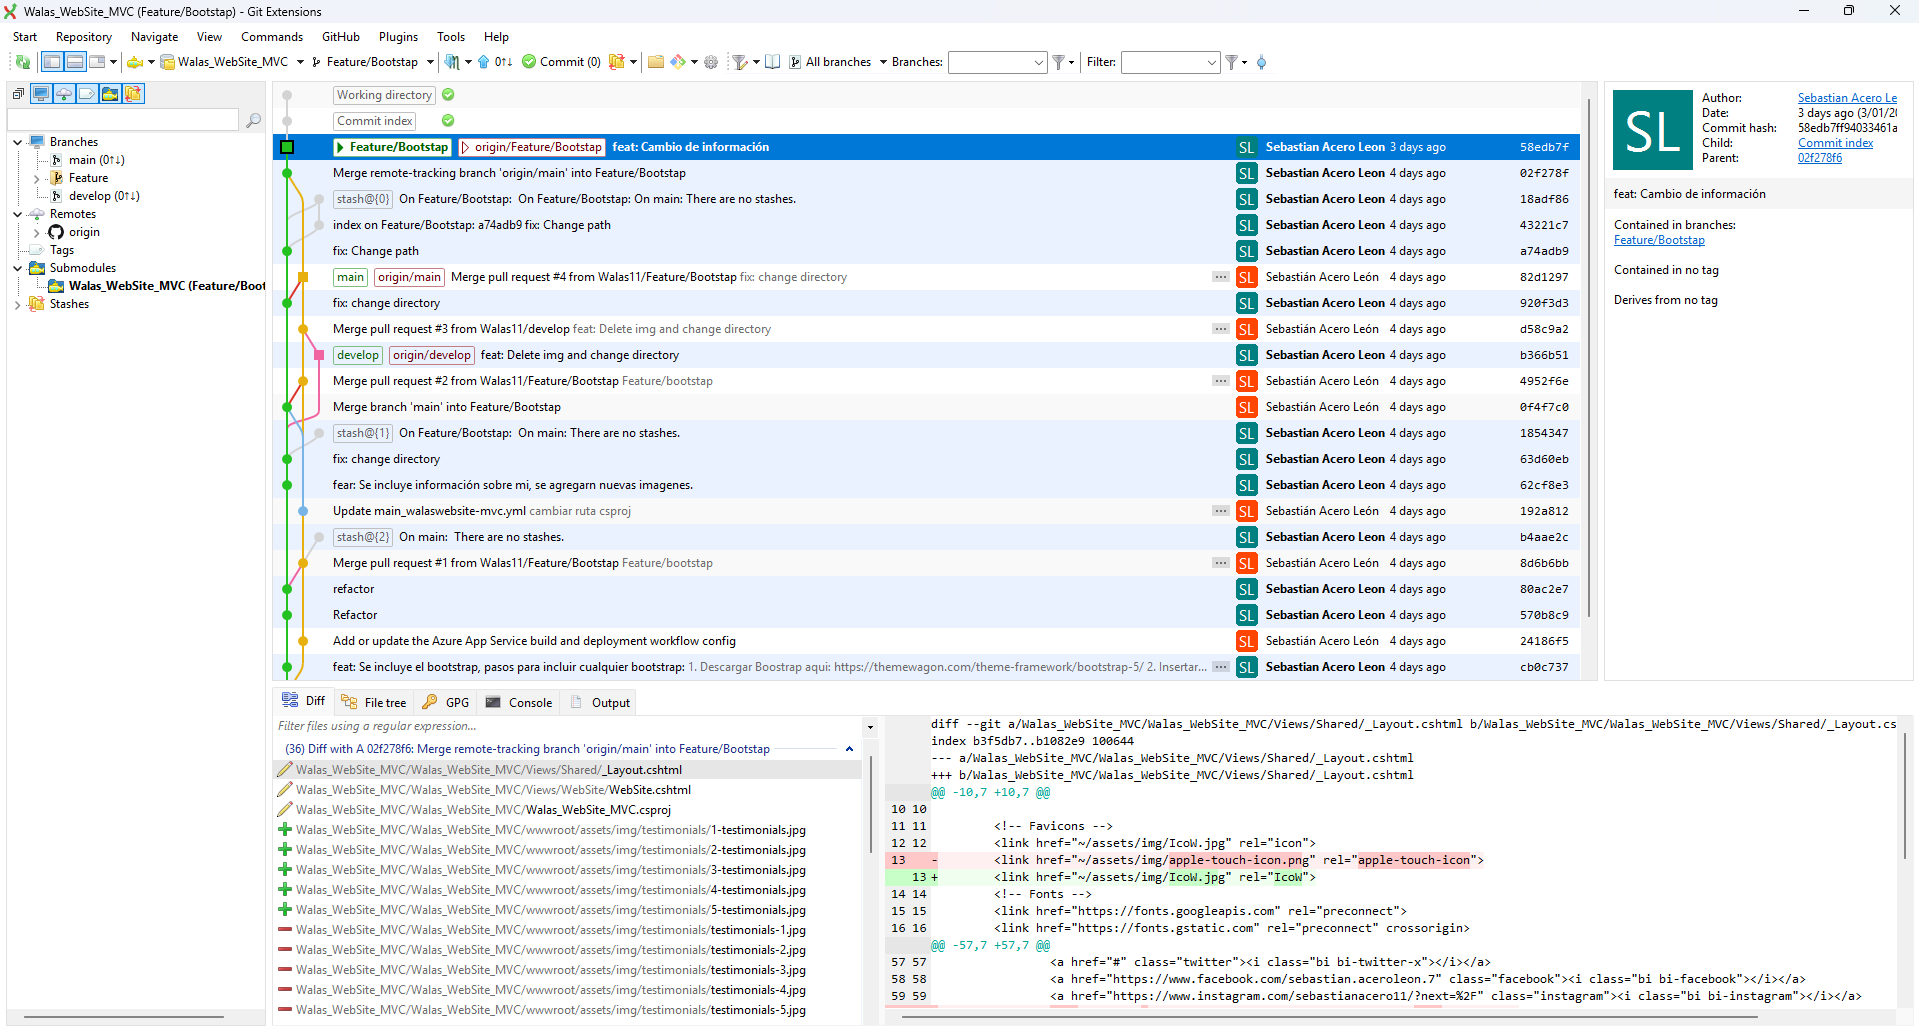 Walas_WebSite_MVC (Feature/Bootstap) - Git Extensions
Start Repository Navigate View Commands GitHub Plugins Tools Help
Walas_WebSite_MVC Feature/Bootstap 0↑↓ Commit (0) All branches Branches: Filter:
Branches
main (0↑↓)
Feature
develop (0↑↓)
Remotes
origin
Tags
Submodules
Walas_WebSite_MVC (Feature/Boot
Stashes
Working directory
Commit index
Feature/Bootstap origin/Feature/Bootstap feat: Cambio de información SL Sebastian Acero Leon 3 days ago 58edb7f
Merge remote-tracking branch 'origin/main' into Feature/Bootstap SL Sebastian Acero Leon 4 days ago 02f278f
stash@{0} On Feature/Bootstap: On Feature/Bootstap: On main: There are no stashes. SL Sebastian Acero Leon 4 days ago 18adf86
index on Feature/Bootstap: a74adb9 fix: Change path SL Sebastian Acero Leon 4 days ago 43221c7
fix: Change path SL Sebastian Acero Leon 4 days ago a74adb9
main origin/main Merge pull request #4 from Walas11/Feature/Bootstap fix: change directory ... SL Sebastián Acero León 4 days ago 82d1297
fix: change directory SL Sebastian Acero Leon 4 days ago 920f3d3
Merge pull request #3 from Walas11/develop feat: Delete img and change directory ... SL Sebastián Acero León 4 days ago d58c9a2
develop origin/develop feat: Delete img and change directory SL Sebastian Acero Leon 4 days ago b366b51
Merge pull request #2 from Walas11/Feature/Bootstap Feature/bootstap ... SL Sebastián Acero León 4 days ago 4952f6e
Merge branch 'main' into Feature/Bootstap SL Sebastián Acero León 4 days ago 0f4f7c0
stash@{1} On Feature/Bootstap: On main: There are no stashes. SL Sebastian Acero Leon 4 days ago 1854347
fix: change directory SL Sebastian Acero Leon 4 days ago 63d60eb
fear: Se incluye información sobre mi, se agregarn nuevas imagenes. SL Sebastian Acero Leon 4 days ago 62cf8e3
Update main_walaswebsite-mvc.yml cambiar ruta csproj ... SL Sebastián Acero León 4 days ago 192a812
stash@{2} On main: There are no stashes. SL Sebastian Acero Leon 4 days ago b4aae2c
Merge pull request #1 from Walas11/Feature/Bootstap Feature/bootstap ... SL Sebastián Acero León 4 days ago 8d6b6bb
refactor SL Sebastian Acero Leon 4 days ago 80ac2e7
Refactor SL Sebastian Acero Leon 4 days ago 570b8c9
Add or update the Azure App Service build and deployment workflow config SL Sebastián Acero León 4 days ago 24186f5
feat: Se incluye el bootstrap, pasos para incluir cualquier bootstrap: 1. Descargar Boostrap aqui: https://themewagon.com/theme-framework/bootstrap-5/ 2. Insertar... ... SL Sebastian Acero Leon 4 days ago cb0c737
SL
Author: Sebastian Acero Le
Date: 3 days ago (3/01/20
Commit hash: 58edb7ff94033461a
Child: Commit index
Parent: 02f278f6
feat: Cambio de información
Contained in branches:
Feature/Bootstap
Contained in no tag
Derives from no tag
Diff File tree GPG Console Output
Filter files using a regular expression...
(36) Diff with A 02f278f6: Merge remote-tracking branch 'origin/main' into Feature/Bootstap
Walas_WebSite_MVC/Walas_WebSite_MVC/Views/Shared/_Layout.cshtml
Walas_WebSite_MVC/Walas_WebSite_MVC/Views/WebSite/WebSite.cshtml
Walas_WebSite_MVC/Walas_WebSite_MVC/Walas_WebSite_MVC.csproj
Walas_WebSite_MVC/Walas_WebSite_MVC/wwwroot/assets/img/testimonials/1-testimonials.jpg
Walas_WebSite_MVC/Walas_WebSite_MVC/wwwroot/assets/img/testimonials/2-testimonials.jpg
Walas_WebSite_MVC/Walas_WebSite_MVC/wwwroot/assets/img/testimonials/3-testimonials.jpg
Walas_WebSite_MVC/Walas_WebSite_MVC/wwwroot/assets/img/testimonials/4-testimonials.jpg
Walas_WebSite_MVC/Walas_WebSite_MVC/wwwroot/assets/img/testimonials/5-testimonials.jpg
Walas_WebSite_MVC/Walas_WebSite_MVC/wwwroot/assets/img/testimonials/testimonials-1.jpg
Walas_WebSite_MVC/Walas_WebSite_MVC/wwwroot/assets/img/testimonials/testimonials-2.jpg
Walas_WebSite_MVC/Walas_WebSite_MVC/wwwroot/assets/img/testimonials/testimonials-3.jpg
Walas_WebSite_MVC/Walas_WebSite_MVC/wwwroot/assets/img/testimonials/testimonials-4.jpg
Walas_WebSite_MVC/Walas_WebSite_MVC/wwwroot/assets/img/testimonials/testimonials-5.jpg
diff --git a/Walas_WebSite_MVC/Walas_WebSite_MVC/Views/Shared/_Layout.cshtml b/Walas_WebSite_MVC/Walas_WebSite_MVC/Views/Shared/_Layout.cs
index b3f5db7..b1082e9 100644
--- a/Walas_WebSite_MVC/Walas_WebSite_MVC/Views/Shared/_Layout.cshtml
+++ b/Walas_WebSite_MVC/Walas_WebSite_MVC/Views/Shared/_Layout.cshtml
@@ -10,7 +10,7 @@
10 10
11 11 <!-- Favicons -->
12 12 <link href="~/assets/img/IcoW.jpg" rel="icon">
13 - <link href="~/assets/img/apple-touch-icon.png" rel="apple-touch-icon">
13 + <link href="~/assets/img/IcoW.jpg" rel="IcoW">
14 14 <!-- Fonts -->
15 15 <link href="https://fonts.googleapis.com" rel="preconnect">
16 16 <link href="https://fonts.gstatic.com" rel="preconnect" crossorigin>
@@ -57,7 +57,7 @@
57 57 <a href="#" class="twitter"><i class="bi bi-twitter-x"></i></a>
58 58 <a href="https://www.facebook.com/sebastian.aceroleon.7" class="facebook"><i class="bi bi-facebook"></i></a>
59 59 <a href="https://www.instagram.com/sebastianacero11/?next=%2F" class="instagram"><i class="bi bi-instagram"></i></a>